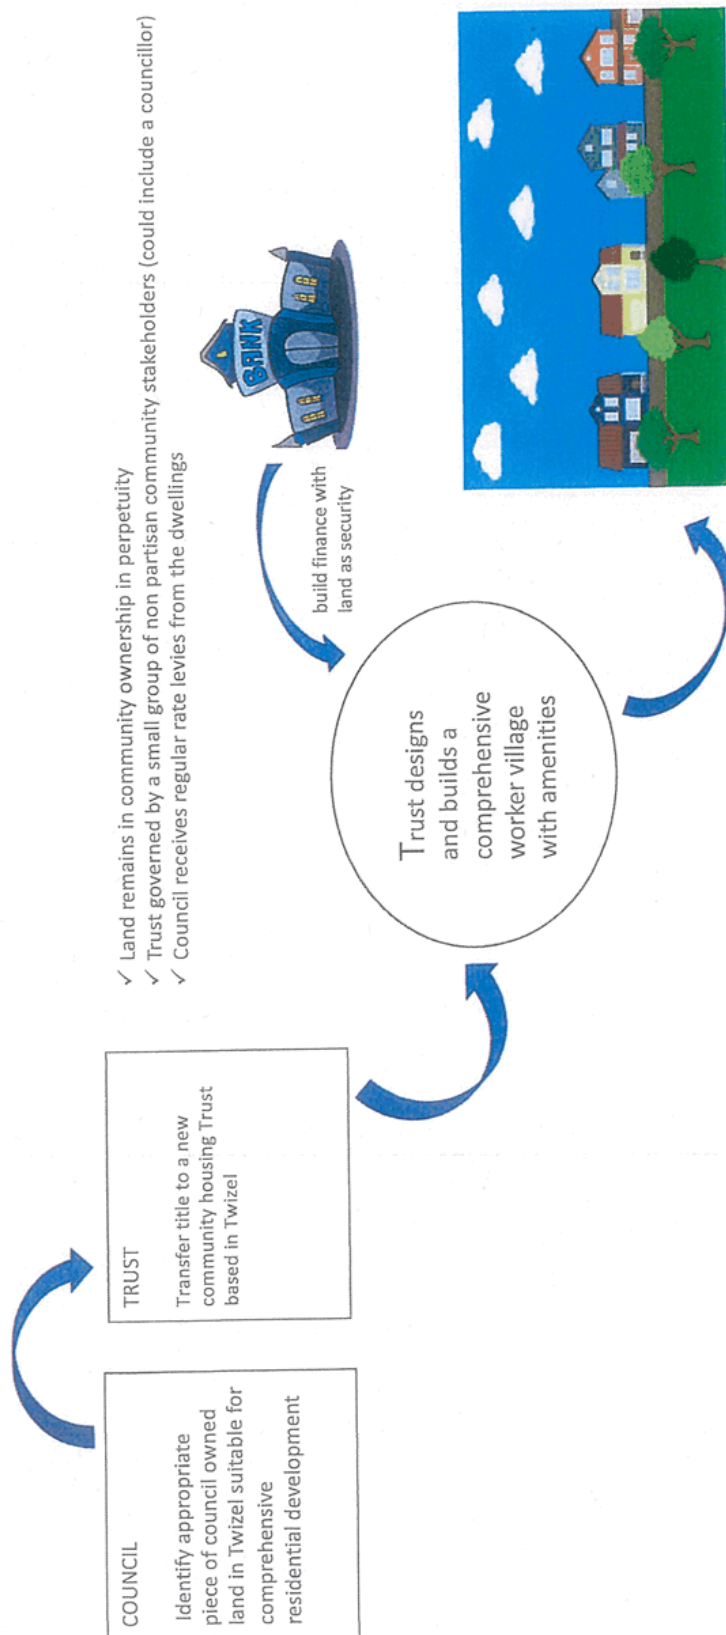 COUNCIL
Identify appropriate
piece of council owned
land in Twizel suitable for
comprehensive
residential development
TRUST
Transfer title to a new
community housing Trust
based in Twizel
✓ Land remains in community ownership in perpetuity
✓ Trust governed by a small group of non partisan community stakeholders (could include a councillor)
✓ Council receives regular rate levies from the dwellings
BANK
build finance with
land as security
Trust designs
and builds a
comprehensive
worker village
with amenities